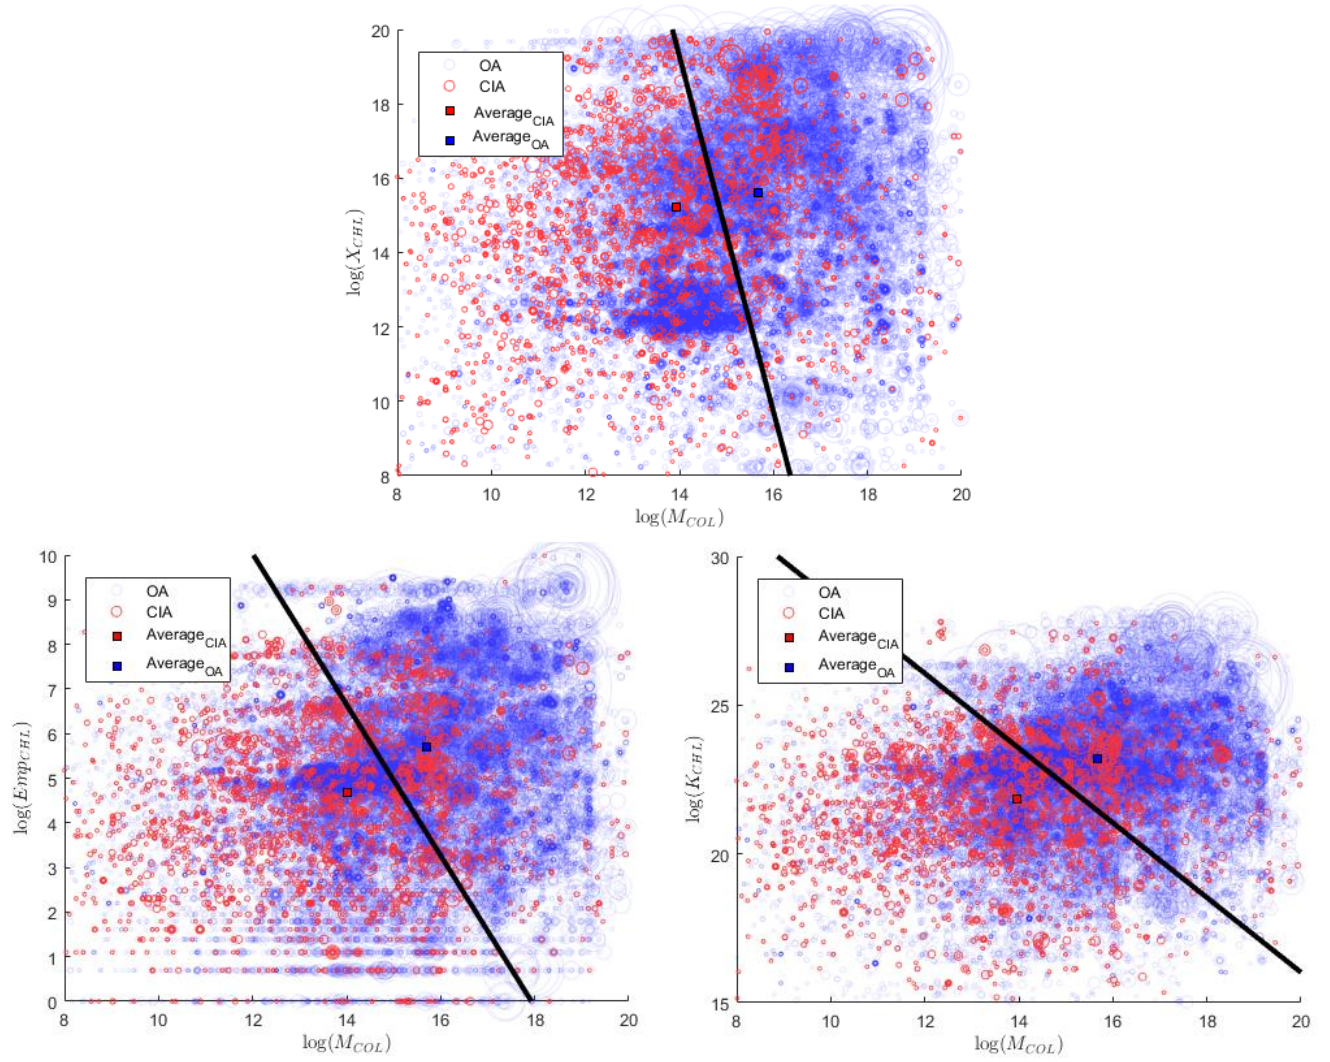 20
18
16
14
12
10
8
log(X_CHL)
OA
CIA
Average_CIA
Average_OA
8 10 12 14 16 18 20
log(M_COL)
10
9
8
7
6
5
4
3
2
1
0
log(Emp_CHL)
OA
CIA
Average_CIA
Average_OA
8 10 12 14 16 18 20
log(M_COL)
30
25
20
15
log(K_CHL)
OA
CIA
Average_CIA
Average_OA
8 10 12 14 16 18 20
log(M_COL)